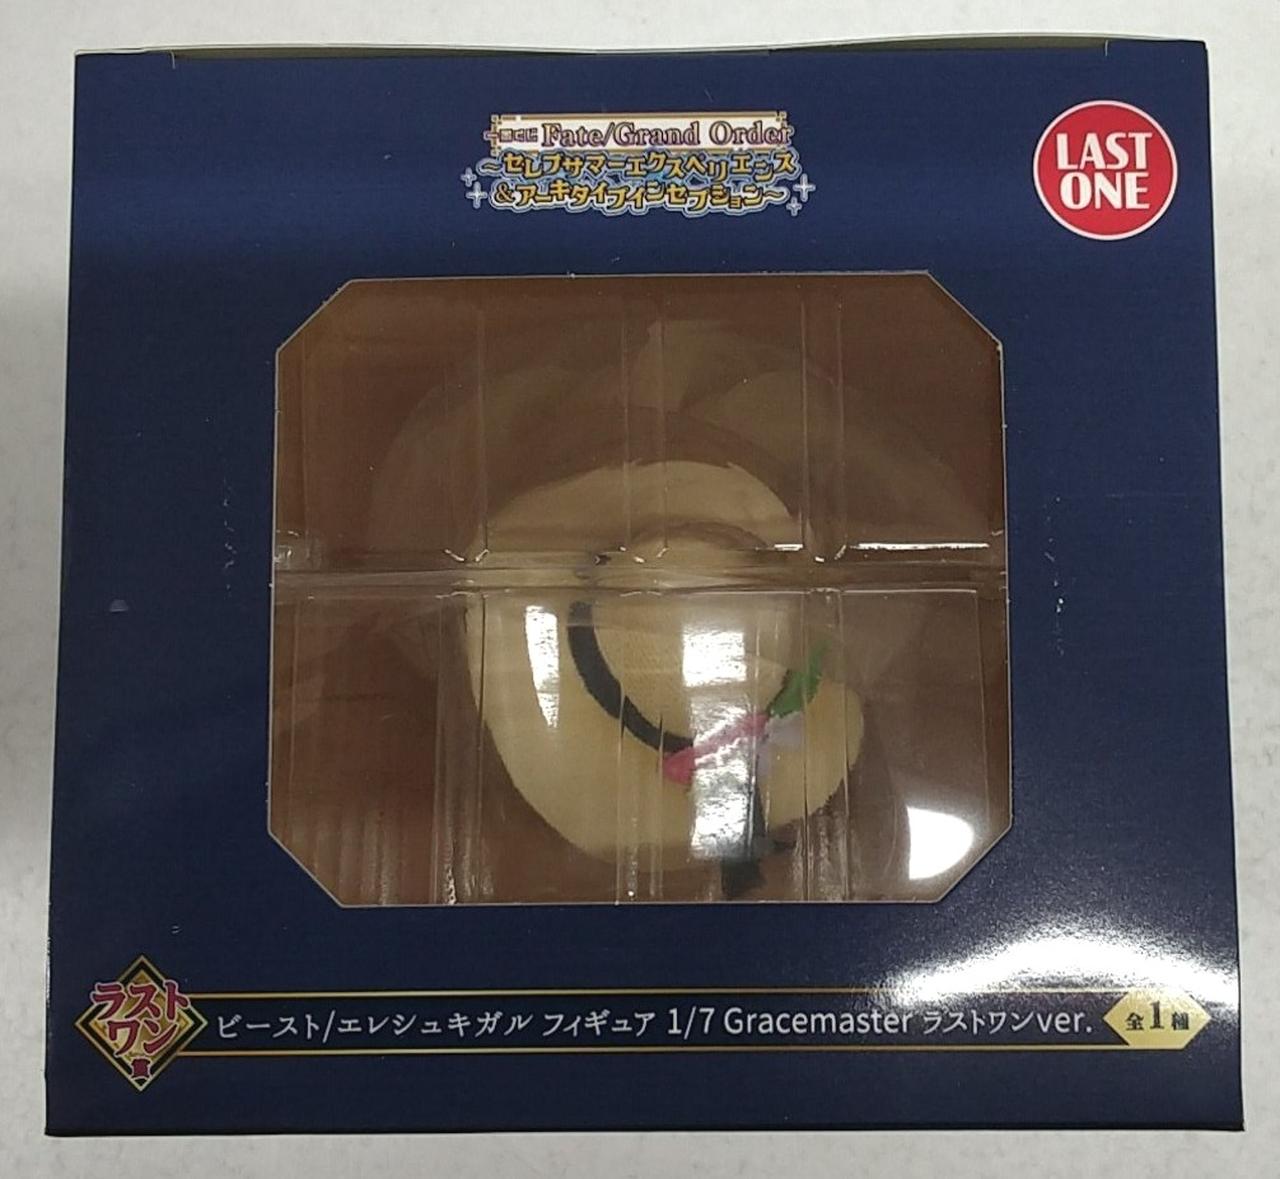 一番くじ Fate/Grand Order
～セレブサマーエクスペリエンス
&アーキタイプインセプション～
LAST
ONE
ラスト
ワン
賞
ビースト/エレシュキガル フィギュア 1/7 Gracemaster ラストワンver.
全1種